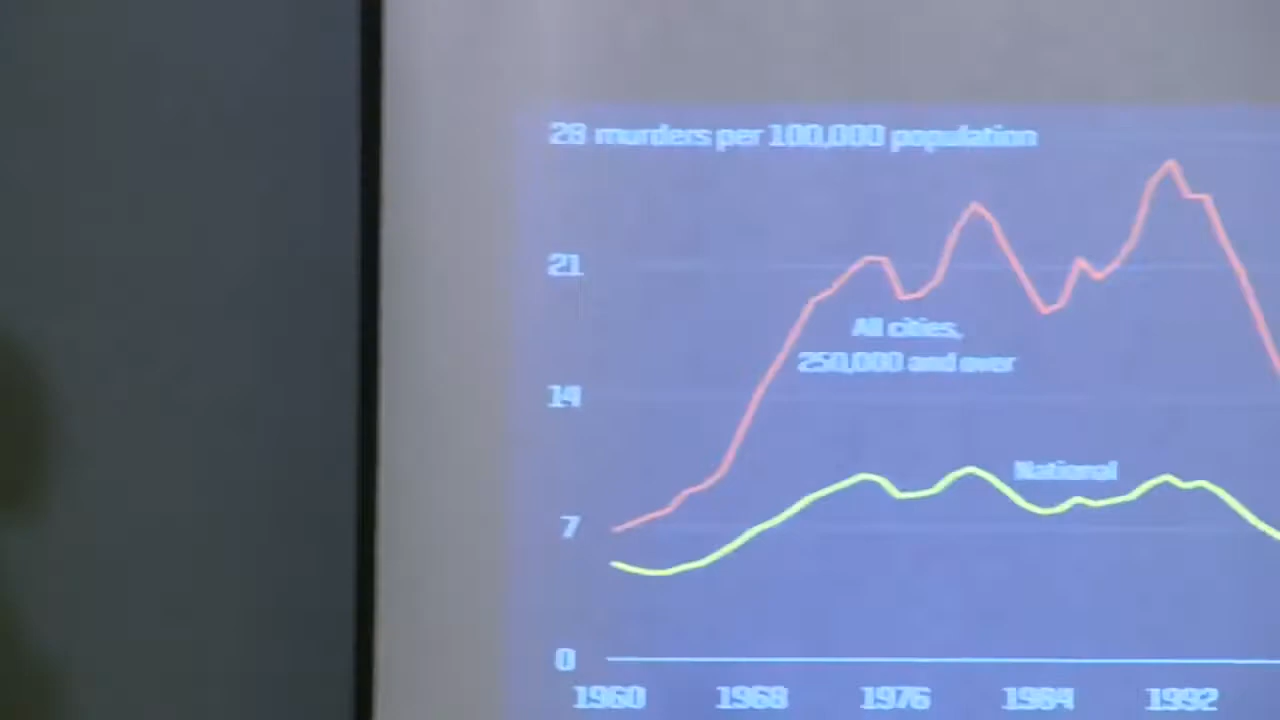 28 murders per 100,000 population
21
All cities,
250,000 and over
14
National
7
0
1960 1968 1976 1984 1992